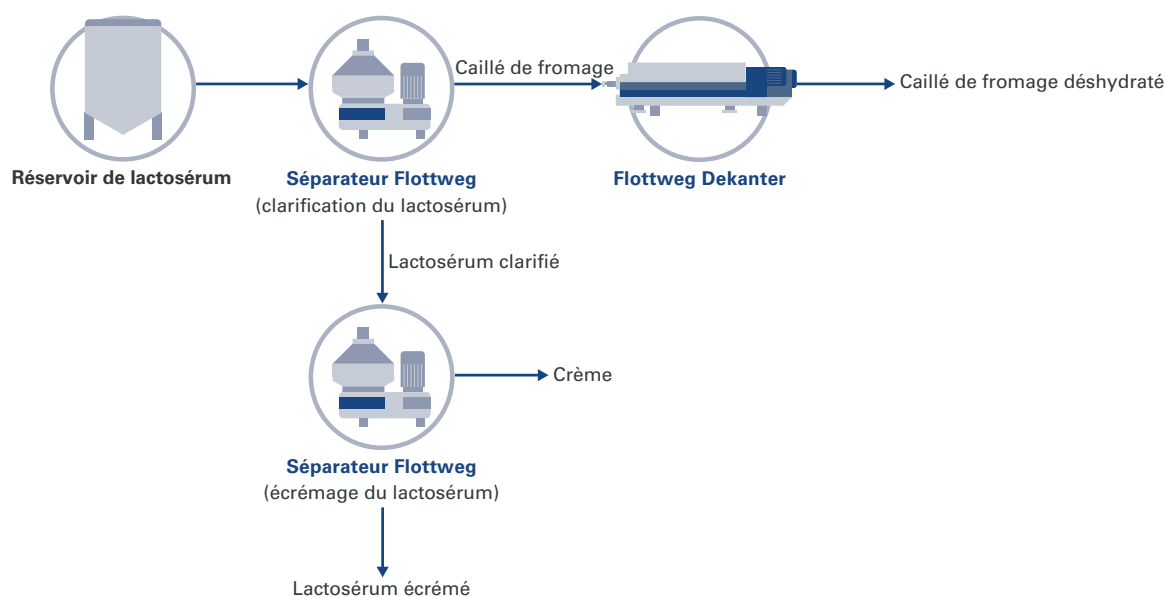 Caillé de fromage
Caillé de fromage déshydraté
Réservoir de lactosérum
Séparateur Flottweg
(clarification du lactosérum)
Flottweg Dekanter
Lactosérum clarifié
Crème
Séparateur Flottweg
(écrémage du lactosérum)
Lactosérum écrémé